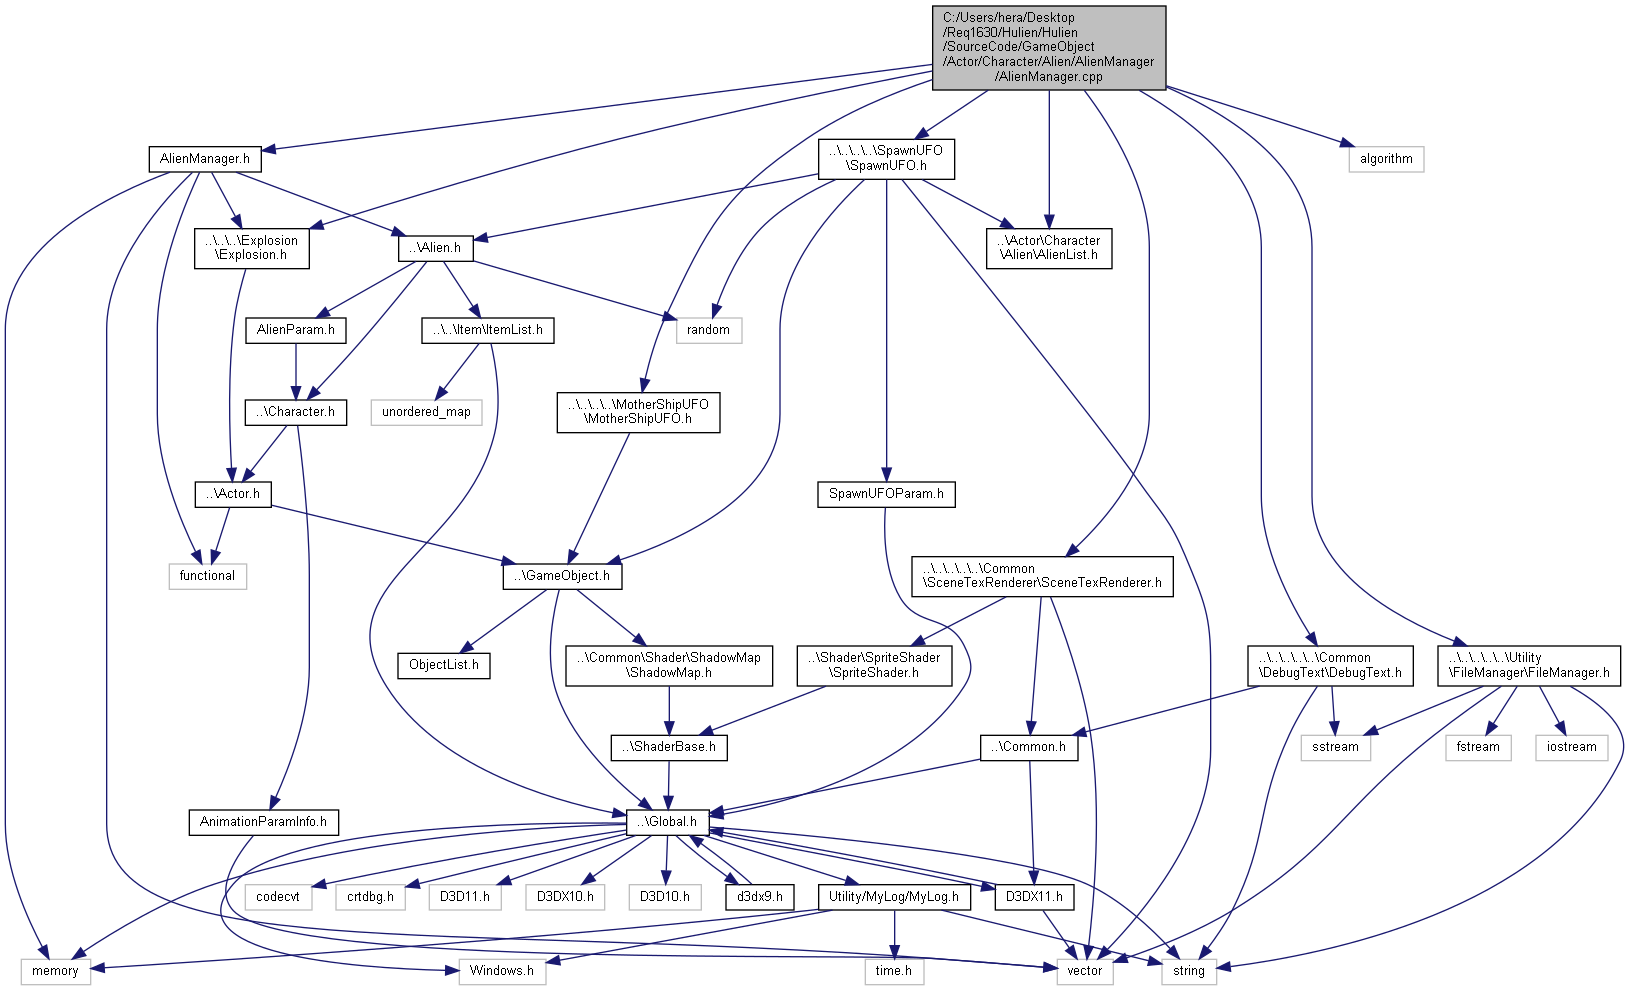 C:/Users/hera/Desktop
/Req1630/Hulien/Hulien
/SourceCode/GameObject
/Actor/Character/Alien/AlienManager
/AlienManager.cpp
AlienManager.h
..\..\..\..\SpawnUFO
\SpawnUFO.h
algorithm
..\..\..\Explosion
\Explosion.h
..\Alien.h
..\Actor\Character
\Alien\AlienList.h
AlienParam.h
..\..\Item\ItemList.h
random
..\Character.h
unordered_map
..\..\..\..\MotherShipUFO
\MotherShipUFO.h
..\Actor.h
SpawnUFOParam.h
functional
..\GameObject.h
..\..\..\..\..\Common
\SceneTexRenderer\SceneTexRenderer.h
ObjectList.h
..\Common\Shader\ShadowMap
\ShadowMap.h
..\Shader\SpriteShader
\SpriteShader.h
..\..\..\..\..\Common
\DebugText\DebugText.h
..\..\..\..\..\Utility
\FileManager\FileManager.h
..\ShaderBase.h
..\Common.h
sstream
fstream
iostream
AnimationParamInfo.h
..\Global.h
codecvt
crtdbg.h
D3D11.h
D3DX10.h
D3D10.h
d3dx9.h
Utility/MyLog/MyLog.h
D3DX11.h
memory
Windows.h
time.h
vector
string